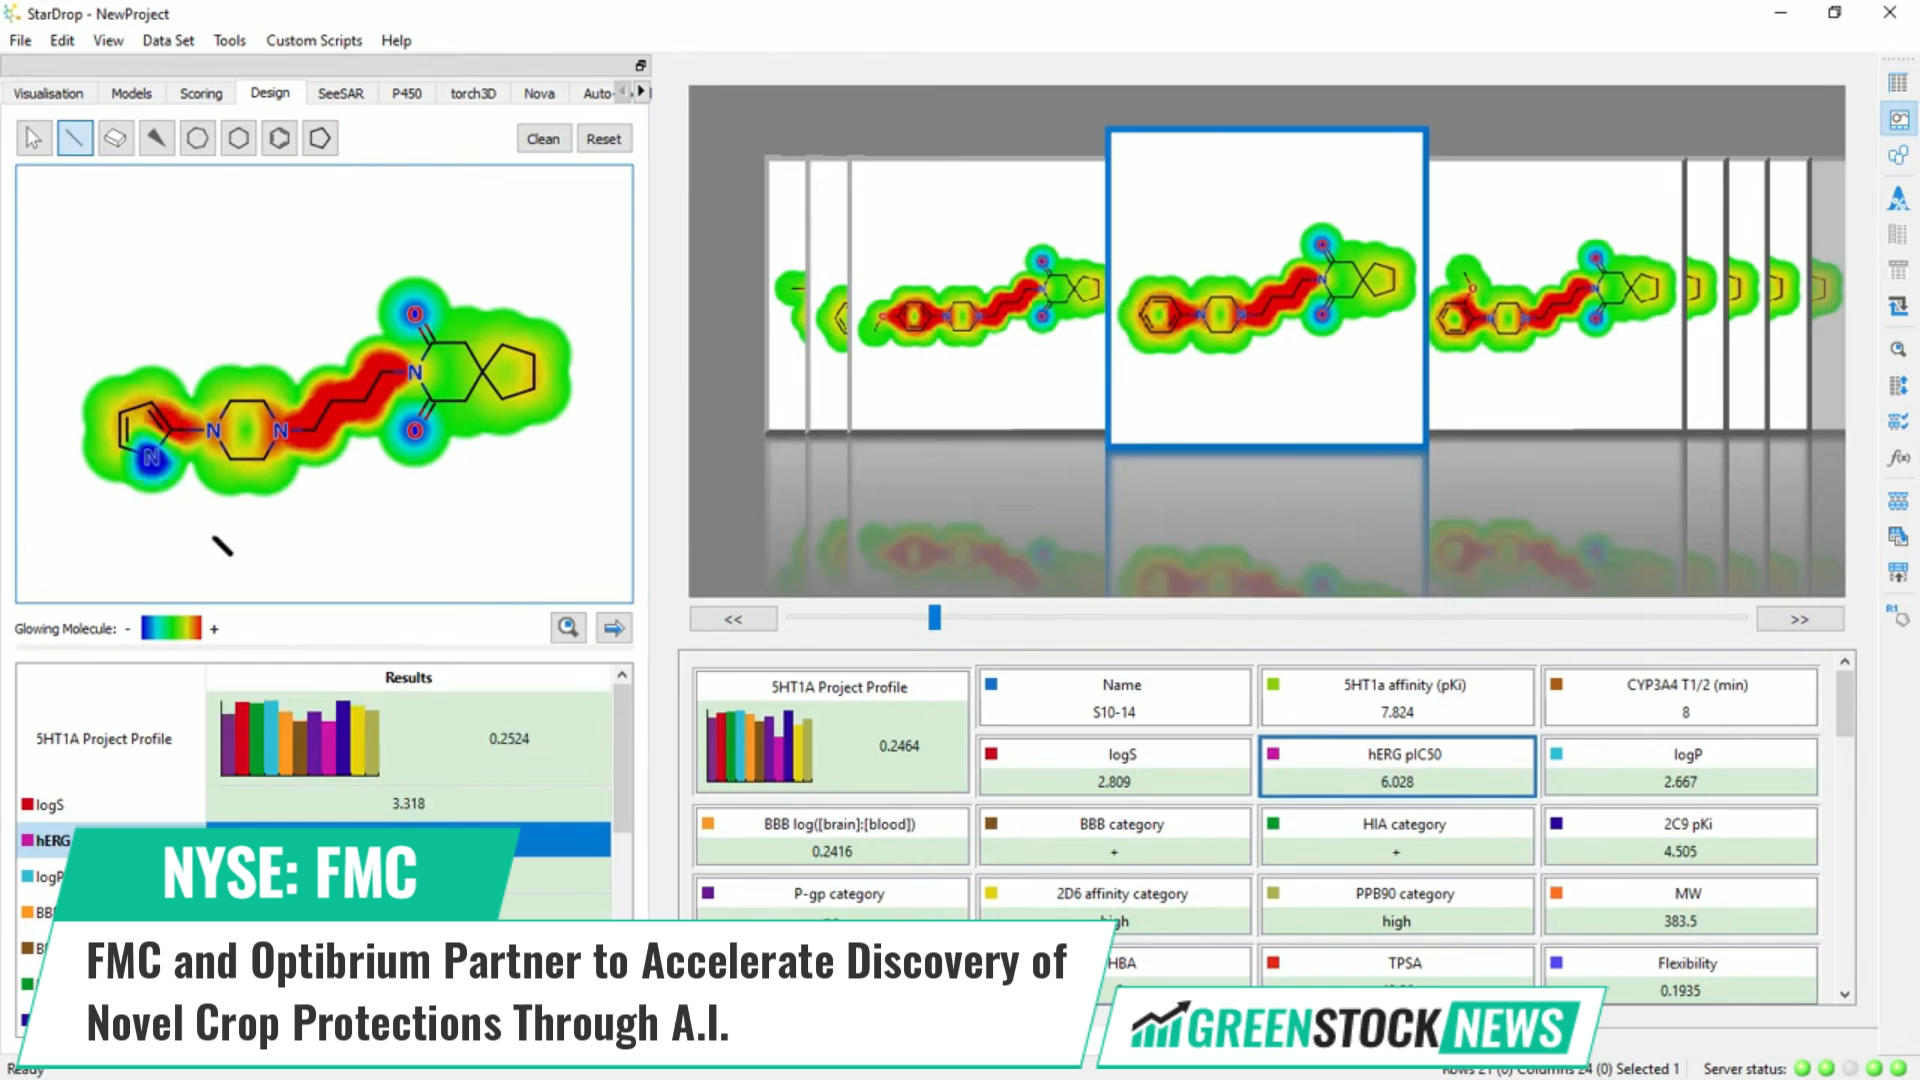 StarDrop - NewProject
File Edit View Data Set Tools Custom Scripts Help
Visualisation Models Scoring Design SeeSAR P450 torch3D Nova Auto-
Clean Reset
O
N
N N
O
N
Glowing Molecule: - +
<< >>
Results
5HT1A Project Profile 0.2524
logS 3.318
hERG
logP
5HT1A Project Profile
0.2464
Name
S10-14
5HT1a affinity (pKi)
7.824
CYP3A4 T1/2 (min)
8
logS
2.809
hERG pIC50
6.028
logP
2.667
BBB log([brain]:[blood])
0.2416
BBB category
+
HIA category
+
2C9 pKi
4.505
P-gp category
2D6 affinity category
high
PPB90 category
high
MW
383.5
HBA
TPSA
Flexibility
0.1935
f(x)
R1
NYSE: FMC
FMC and Optibrium Partner to Accelerate Discovery of
Novel Crop Protections Through A.I.
GREENSTOCK NEWS
Ready
(0) Selected 1 Server status: